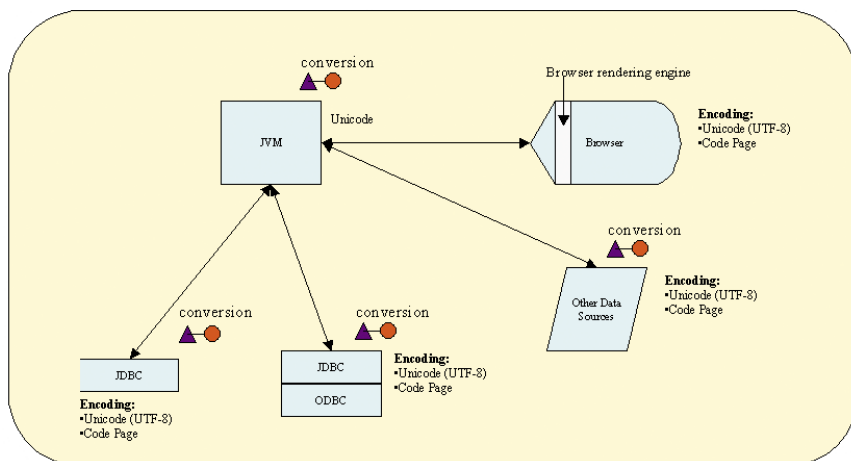 conversion
Browser rendering engine
JVM
Unicode
Browser
Encoding:
▪Unicode (UTF-8)
▪Code Page
conversion
Other Data
Sources
Encoding:
▪Unicode (UTF-8)
▪Code Page
conversion
JDBC
Encoding:
▪Unicode (UTF-8)
▪Code Page
conversion
JDBC
ODBC
Encoding:
▪Unicode (UTF-8)
▪Code Page